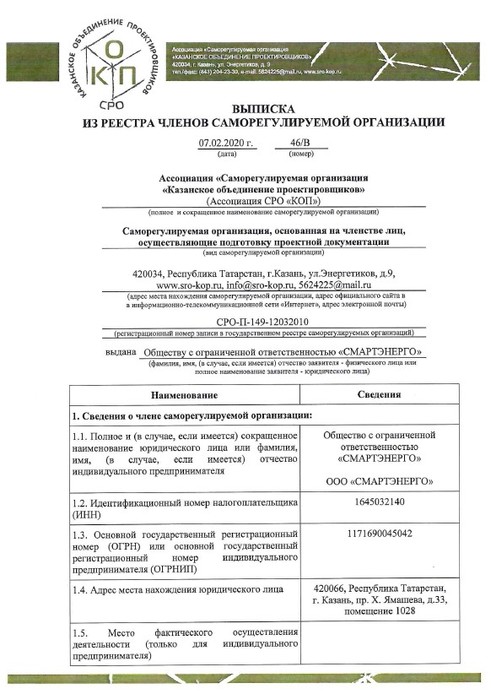 КАЗАНСКОЕ ОБЪЕДИНЕНИЕ ПРОЕКТИРОВЩИКОВ
О
К П
СРО
Ассоциация «Саморегулируемая организация
«КАЗАНСКОЕ ОБЪЕДИНЕНИЕ ПРОЕКТИРОВЩИКОВ»
420034, г. Казань, ул. Энергетиков, д. 9
тел./факс: (843) 204-23-30, e-mail: 5624225@mail.ru, www.sro-kop.ru
ВЫПИСКА
ИЗ РЕЕСТРА ЧЛЕНОВ САМОРЕГУЛИРУЕМОЙ ОРГАНИЗАЦИИ
07.02.2020 г. 46/В
(дата) (номер)
Ассоциация «Саморегулируемая организация
«Казанское объединение проектировщиков»
(Ассоциация СРО «КОП»)
(полное и сокращенное наименование саморегулируемой организации)
Саморегулируемая организация, основанная на членстве лиц,
осуществляющие подготовку проектной документации
(вид саморегулируемой организации)
420034, Республика Татарстан, г.Казань, ул.Энергетиков, д.9,
www.sro-kop.ru, info@sro-kop.ru, 5624225@mail.ru
(адрес места нахождения саморегулируемой организации, адрес официального сайта в
в информационно-телекоммуникационной сети «Интернет», адрес электронной почты)
СРО-П-149-12032010
(регистрационный номер записи в государственном реестре саморегулируемых организаций)
выдана Обществу с ограниченной ответственностью «СМАРТЭНЕРГО»
(фамилия, имя, (в случае, если имеется) отчество заявителя - физического лица или
полное наименование заявителя - юридического лица)
Наименование Сведения
1. Сведения о члене саморегулируемой организации:
1.1. Полное и (в случае, если имеется) сокращенное
наименование юридического лица или фамилия,
имя, (в случае, если имеется) отчество
индивидуального предпринимателя
Общество с ограниченной
ответственностью
«СМАРТЭНЕРГО»
ООО «СМАРТЭНЕРГО»
1.2. Идентификационный номер налогоплательщика
(ИНН)
1645032140
1.3. Основной государственный регистрационный
номер (ОГРН) или основной государственный
регистрационный номер индивидуального
предпринимателя (ОГРНИП)
1171690045042
1.4. Адрес места нахождения юридического лица
420066, Республика Татарстан,
г. Казань, пр. Х. Ямашева, д.33,
помещение 1028
1.5. Место фактического осуществления
деятельности (только для индивидуального
предпринимателя)